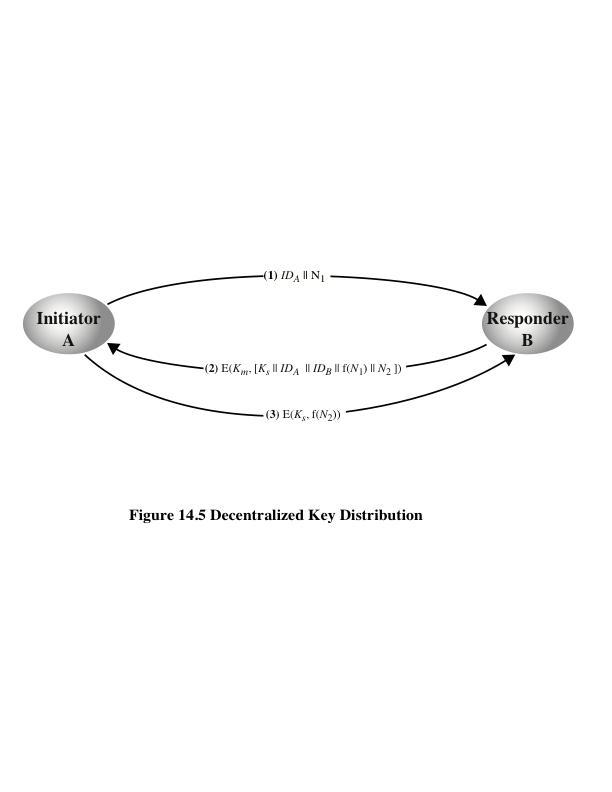 (1) ID_A || N_1
Initiator
A
Responder
B
(2) E(K_m, [K_s || ID_A || ID_B || f(N_1) || N_2 ])
(3) E(K_s, f(N_2))
Figure 14.5 Decentralized Key Distribution